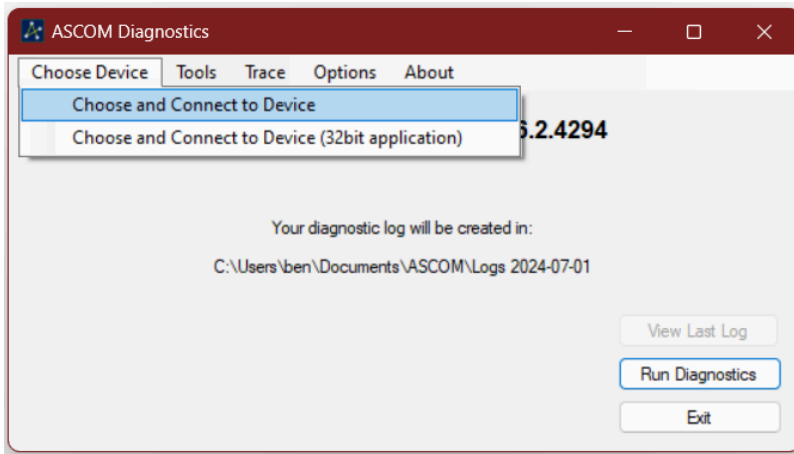 ASCOM Diagnostics
Choose Device Tools Trace Options About
Choose and Connect to Device
6.2.4294
Choose and Connect to Device (32bit application)
Your diagnostic log will be created in:
C:\Users\ben\Documents\ASCOM\Logs 2024-07-01
View Last Log
Run Diagnostics
Exit